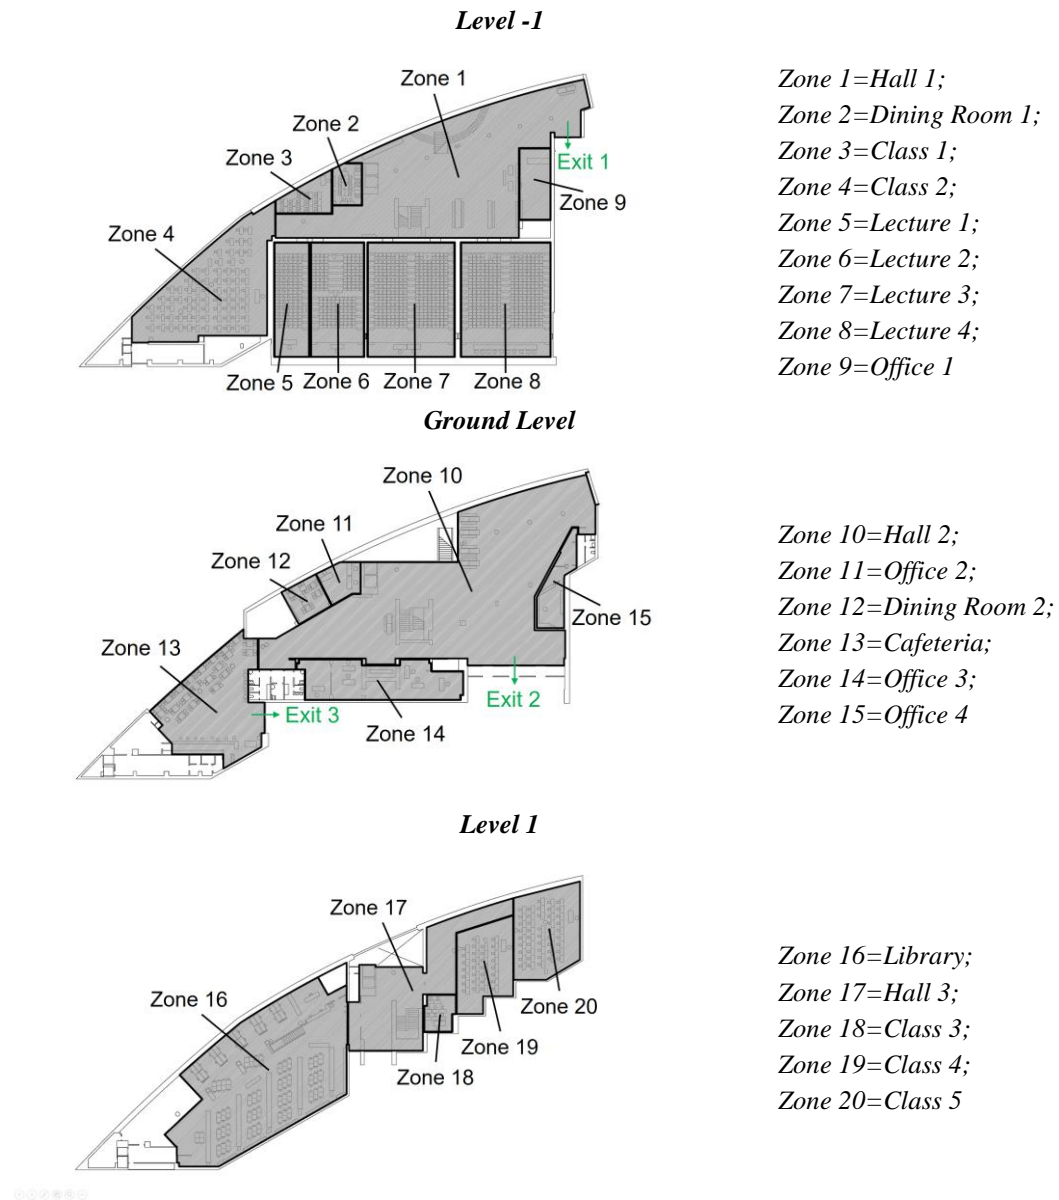 Level -1
Zone 1
Zone 2
Zone 3
Exit 1
Zone 9
Zone 4
Zone 5 Zone 6 Zone 7 Zone 8
Zone 1=Hall 1;
Zone 2=Dining Room 1;
Zone 3=Class 1;
Zone 4=Class 2;
Zone 5=Lecture 1;
Zone 6=Lecture 2;
Zone 7=Lecture 3;
Zone 8=Lecture 4;
Zone 9=Office 1
Ground Level
Zone 10
Zone 11
Zone 12
Zone 15
Zone 13
Exit 2
Exit 3
Zone 14
Zone 10=Hall 2;
Zone 11=Office 2;
Zone 12=Dining Room 2;
Zone 13=Cafeteria;
Zone 14=Office 3;
Zone 15=Office 4
Level 1
Zone 17
Zone 16
Zone 20
Zone 19
Zone 18
Zone 16=Library;
Zone 17=Hall 3;
Zone 18=Class 3;
Zone 19=Class 4;
Zone 20=Class 5